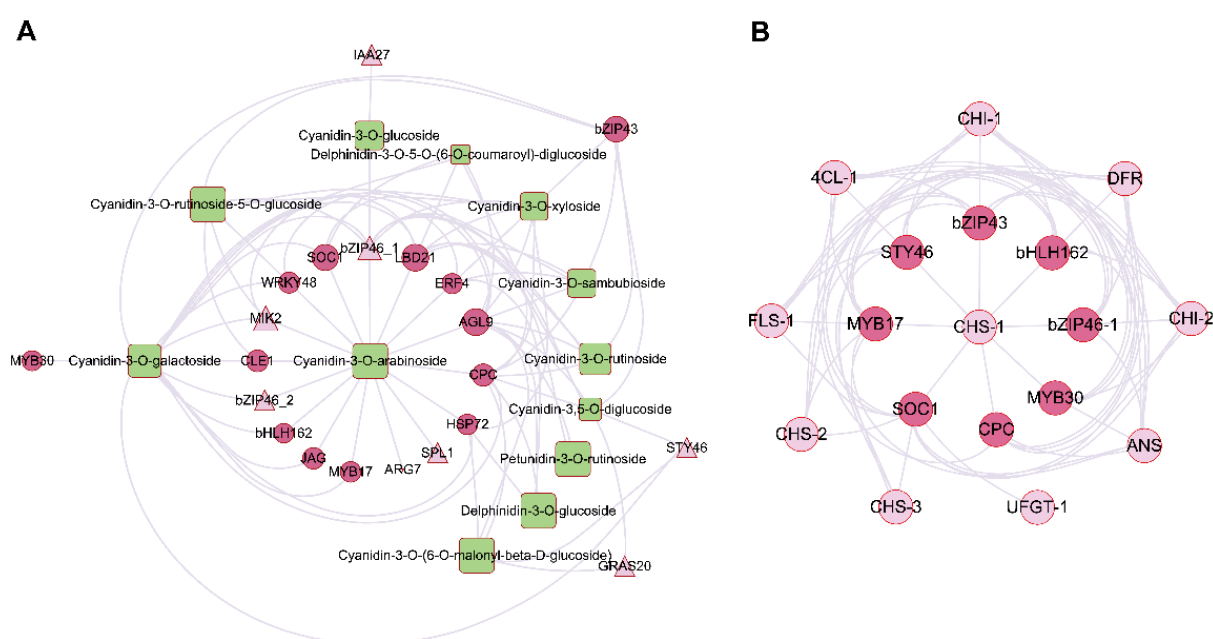 A
IAA27
bZIP43
Cyanidin-3-O-glucoside
Delphinidin-3-O-5-O-(6-O-coumaroyl)-diglucoside
Cyanidin-3-O-rutinoside-5-O-glucoside
Cyanidin-3-O-xyloside
bZIP46_1
SOC1
LBD21
WRKY48
ERF4
Cyanidin-3-O-sambubioside
MIK2
AGL9
MYB30
Cyanidin-3-O-galactoside
CLE1
Cyanidin-3-O-arabinoside
Cyanidin-3-O-rutinoside
CPC
bZIP46_2
Cyanidin-3,5-O-diglucoside
HSP72
bHLH162
STY46
JAG
MYB17
ARG7
SPL1
Petunidin-3-O-rutinoside
Delphinidin-3-O-glucoside
Cyanidin-3-O-(6-O-malonyl-beta-D-glucoside)
GRAS20
B
CHI-1
4CL-1
DFR
bZIP43
STY46
bHLH162
FLS-1
MYB17
CHS-1
bZIP46-1
CHI-2
SOC1
MYB30
CPC
CHS-2
ANS
CHS-3
UFGT-1